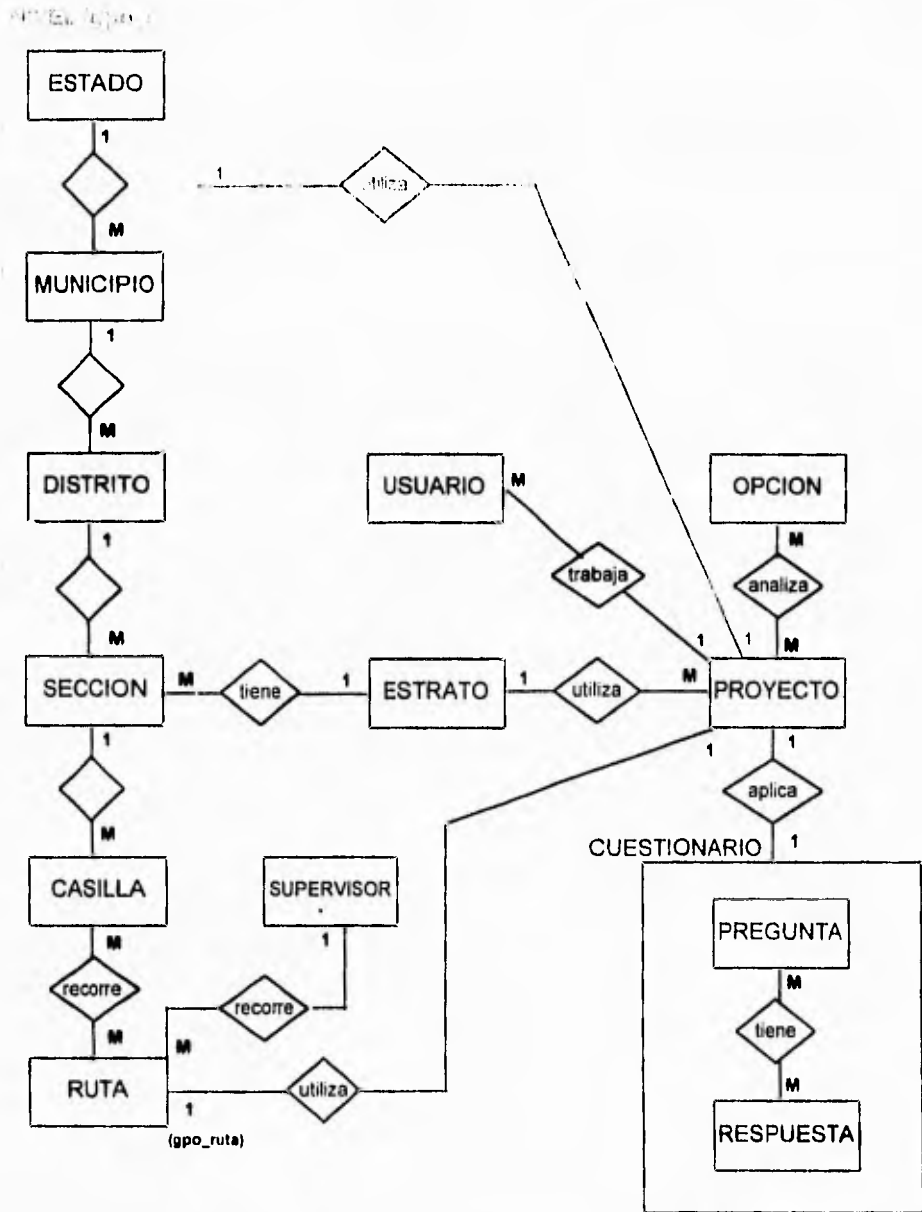 NIVEL
ESTADO
1
1
utiliza
M
MUNICIPIO
1
M
DISTRITO
USUARIO
M
OPCION
1
M
trabaja
analiza
M
1
1
M
SECCION
M
tiene
1
ESTRATO
1
utiliza
M
PROYECTO
1
1
1
aplica
M
CUESTIONARIO
1
CASILLA
SUPERVISOR
M
1
PREGUNTA
recorre
recorre
M
tiene
M
M
M
RUTA
utiliza
1
RESPUESTA
(gpo_ruta)